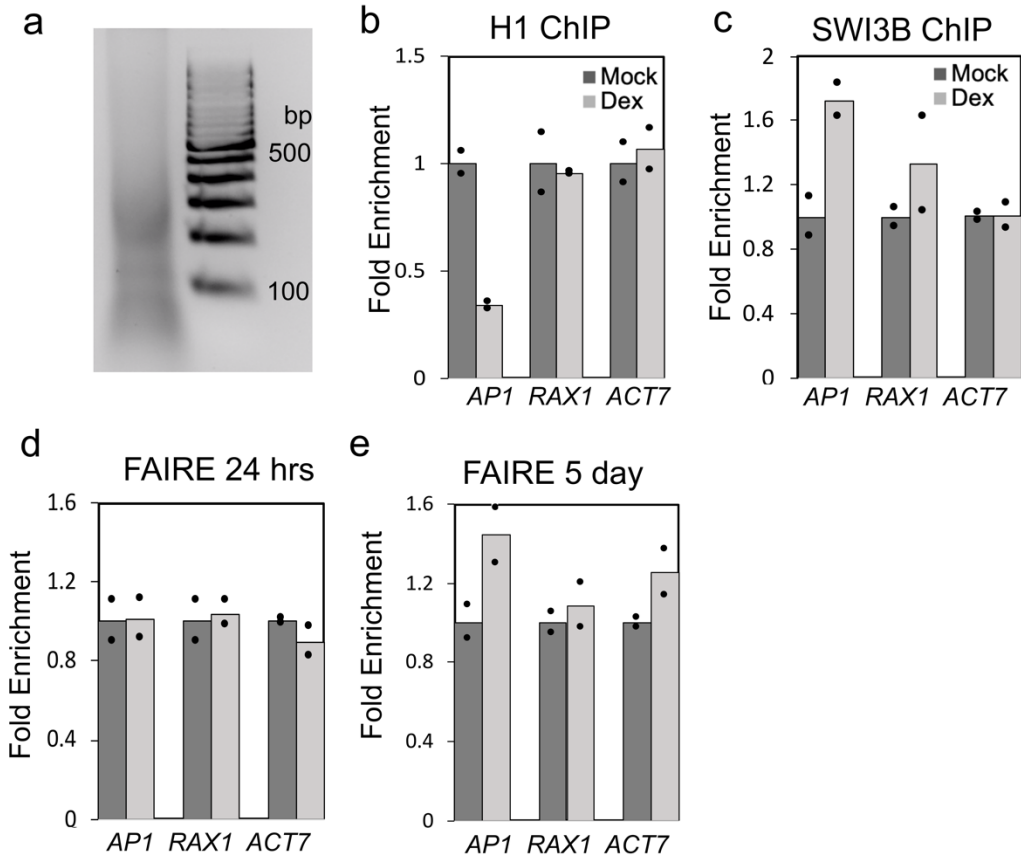 a
bp
500
100
b
H1 ChIP
Fold Enrichment
1.5
1
0.5
0
Mock
Dex
AP1 RAX1 ACT7
c
SWI3B ChIP
Fold Enrichment
2
1.6
1.2
0.8
0.4
0
Mock
Dex
AP1 RAX1 ACT7
d
FAIRE 24 hrs
Fold Enrichment
1.6
1.2
0.8
0.4
0
AP1 RAX1 ACT7
e
FAIRE 5 day
Fold Enrichment
1.6
1.2
0.8
0.4
0
AP1 RAX1 ACT7